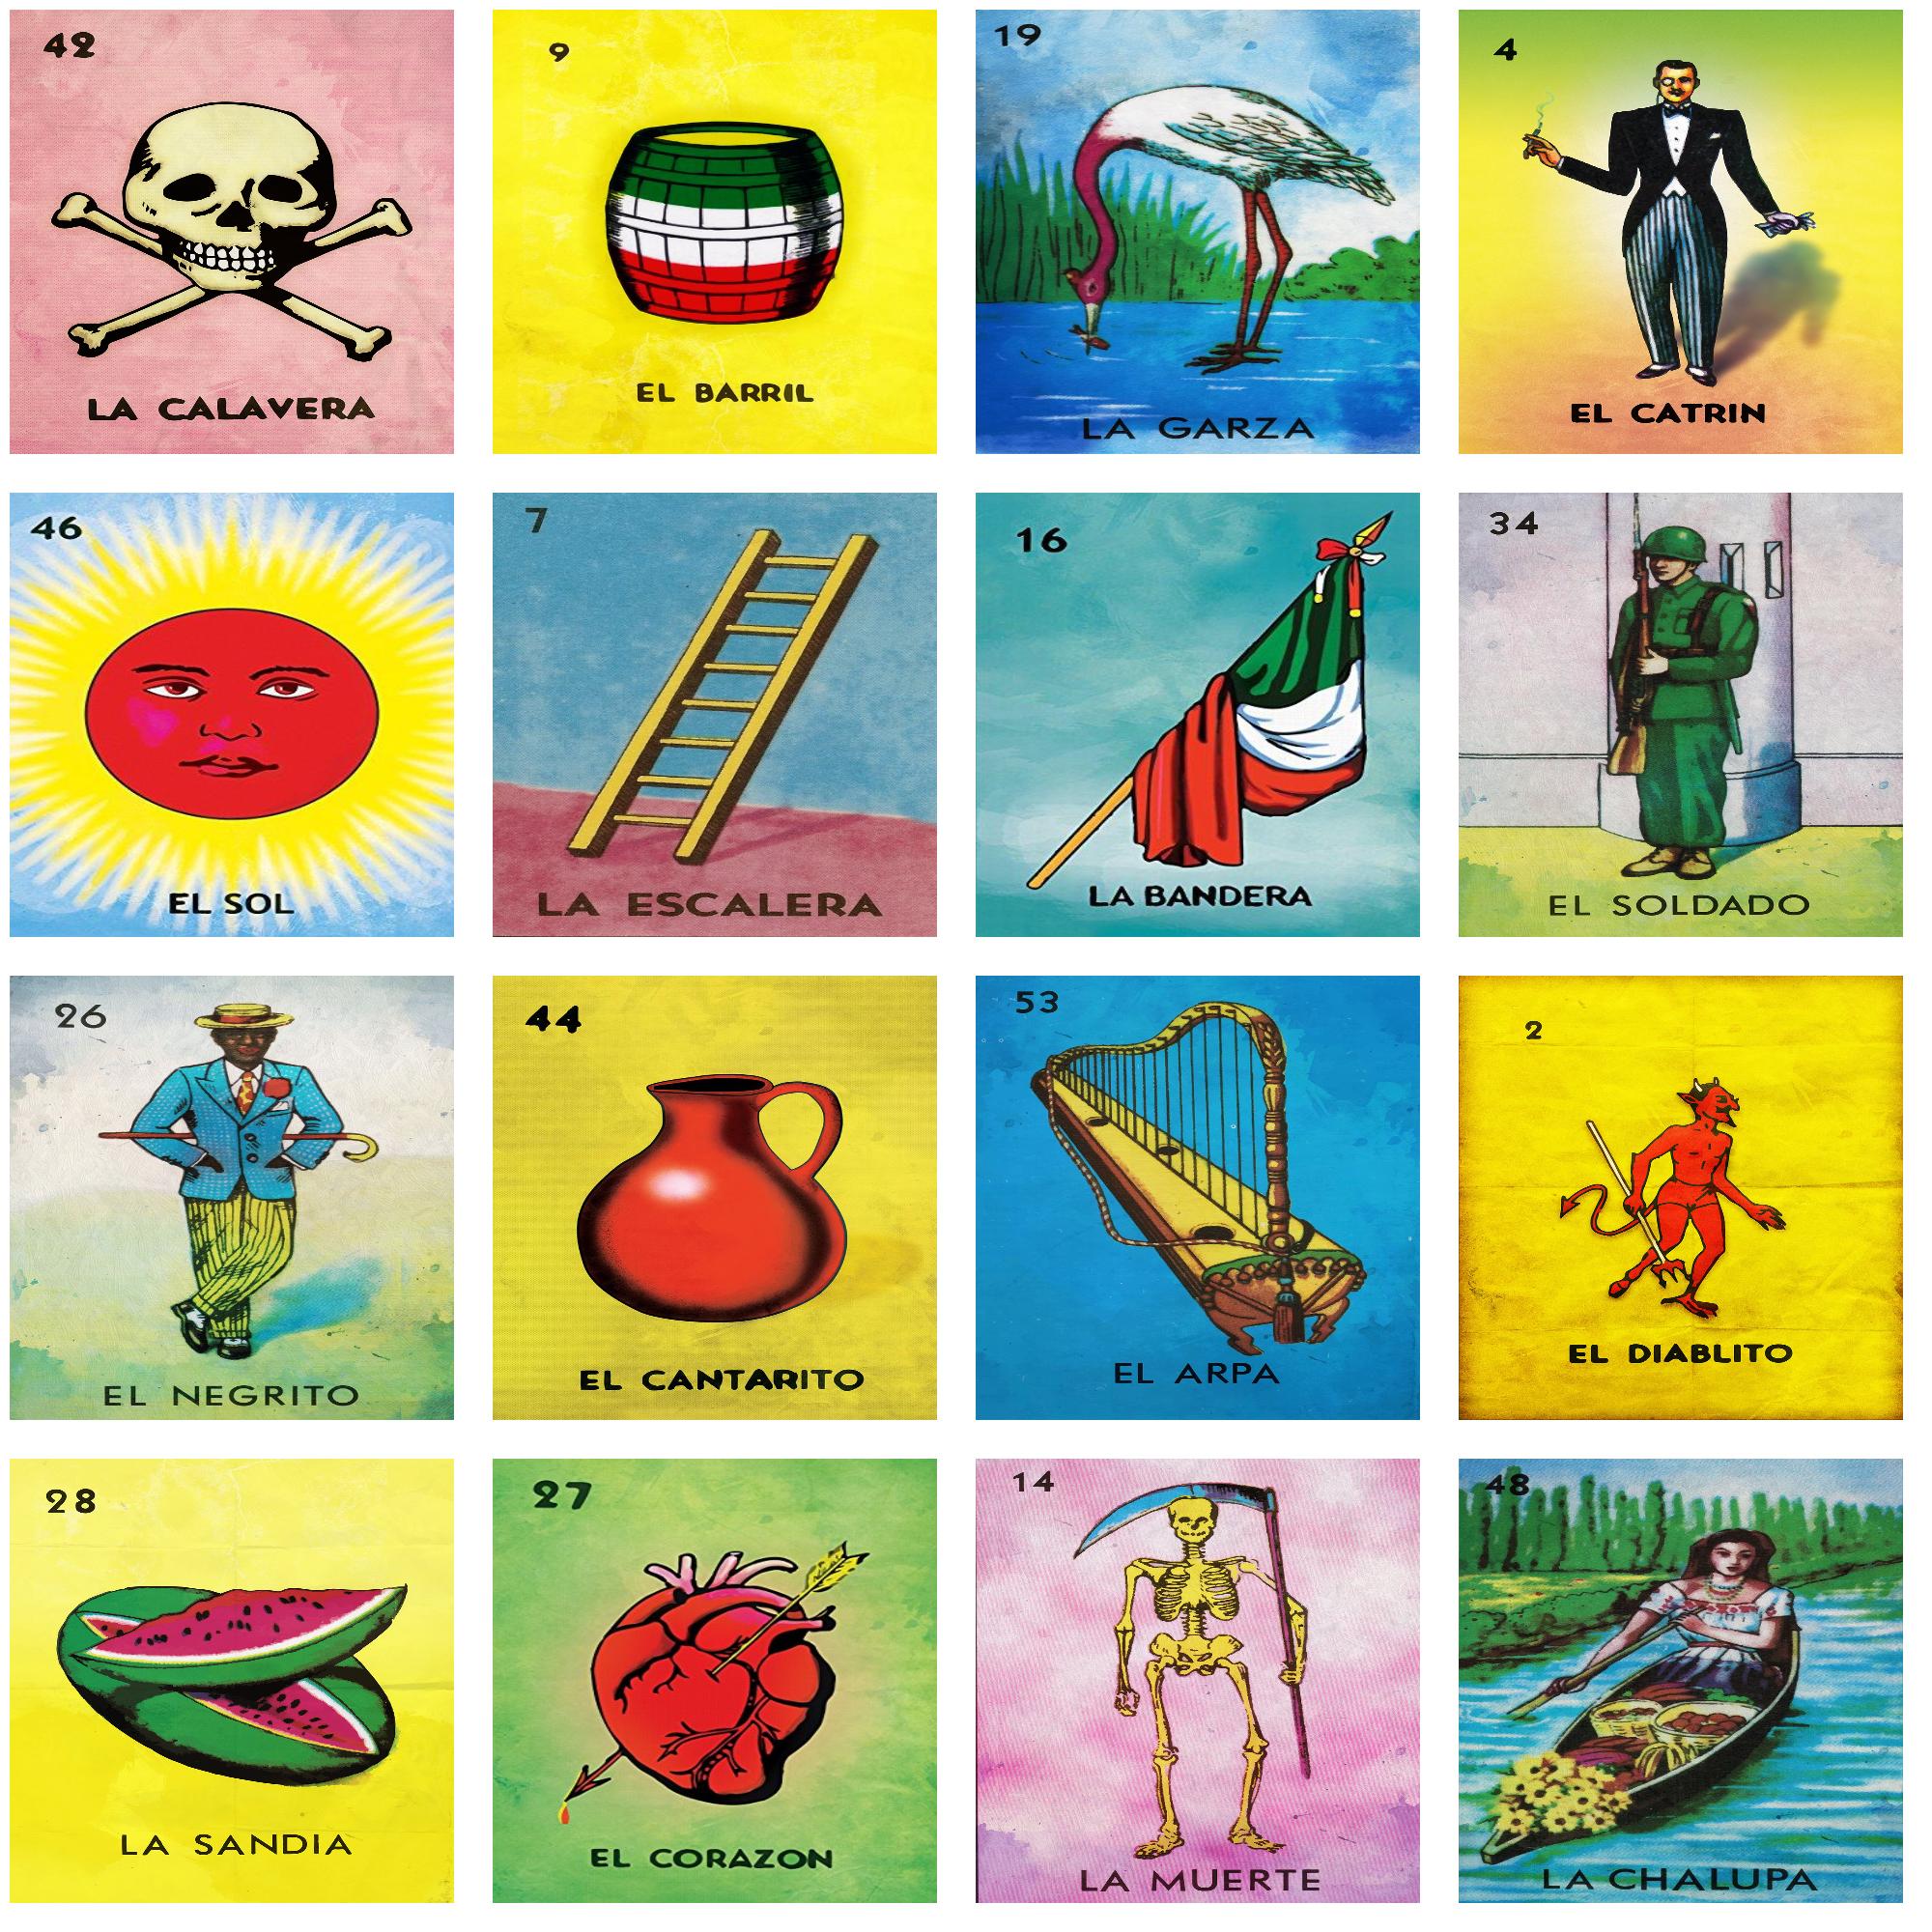 42
LA CALAVERA
9
EL BARRIL
19
LA GARZA
4
EL CATRIN
46
EL SOL
7
LA ESCALERA
16
LA BANDERA
34
EL SOLDADO
26
EL NEGRITO
44
EL CANTARITO
53
EL ARPA
2
EL DIABLITO
28
LA SANDIA
27
EL CORAZON
14
LA MUERTE
48
LA CHALUPA